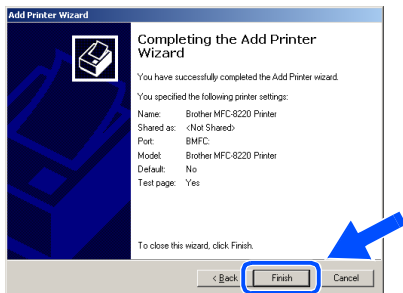 Add Printer Wizard
Completing the Add Printer
Wizard
You have successfully completed the Add Printer wizard.
You specified the following printer settings:
Name: Brother MFC-8220 Printer
Shared as: <Not Shared>
Port: BMFC:
Model: Brother MFC-8220 Printer
Default: No
Test page: Yes
To close this wizard, click Finish.
< Back Finish Cancel